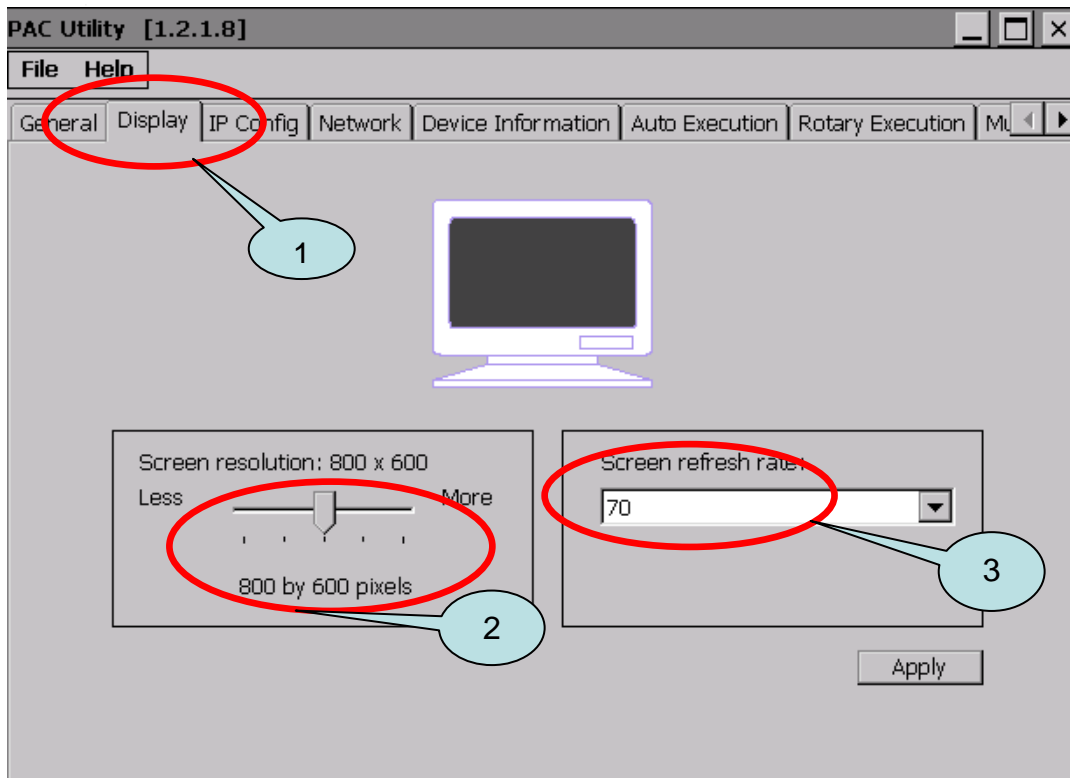 PAC Utility [1.2.1.8]
File Help
General Display IP Config Network Device Information Auto Execution Rotary Execution
1
Screen resolution: 800 x 600
Less More
800 by 600 pixels
2
Screen refresh rate:
70
3
Apply